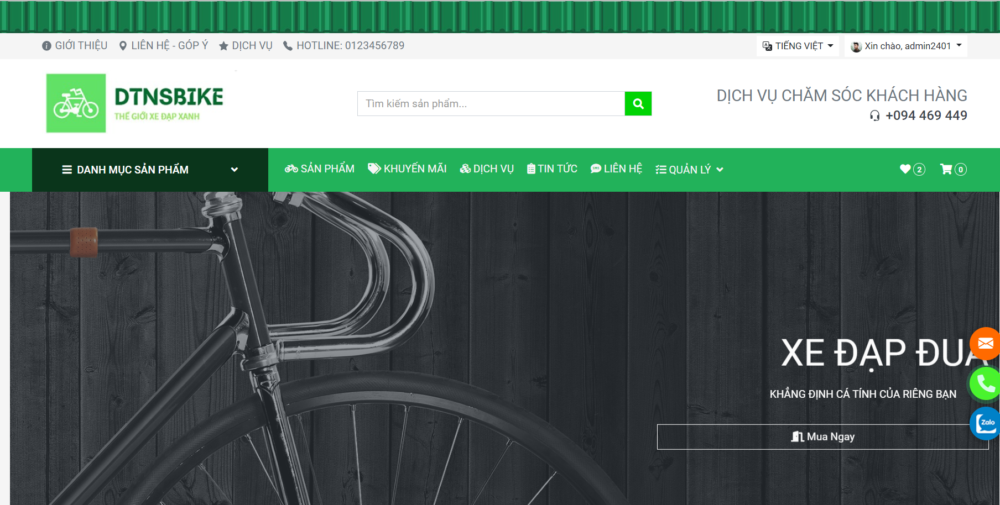 GIỚI THIỆU LIÊN HỆ - GÓP Ý DỊCH VỤ HOTLINE: 0123456789 TIẾNG VIỆT Xin chào, admin2401
DTNSBIKE
THẾ GIỚI XE ĐẠP XANH
Tìm kiếm sản phẩm...
DỊCH VỤ CHĂM SÓC KHÁCH HÀNG
+094 469 449
DANH MỤC SẢN PHẨM SẢN PHẨM KHUYẾN MÃI DỊCH VỤ TIN TỨC SMS LIÊN HỆ QUẢN LÝ 2 0
XE ĐẠP ĐUA
KHẲNG ĐỊNH CÁ TÍNH CỦA RIÊNG BẠN
Zalo
Mua Ngay